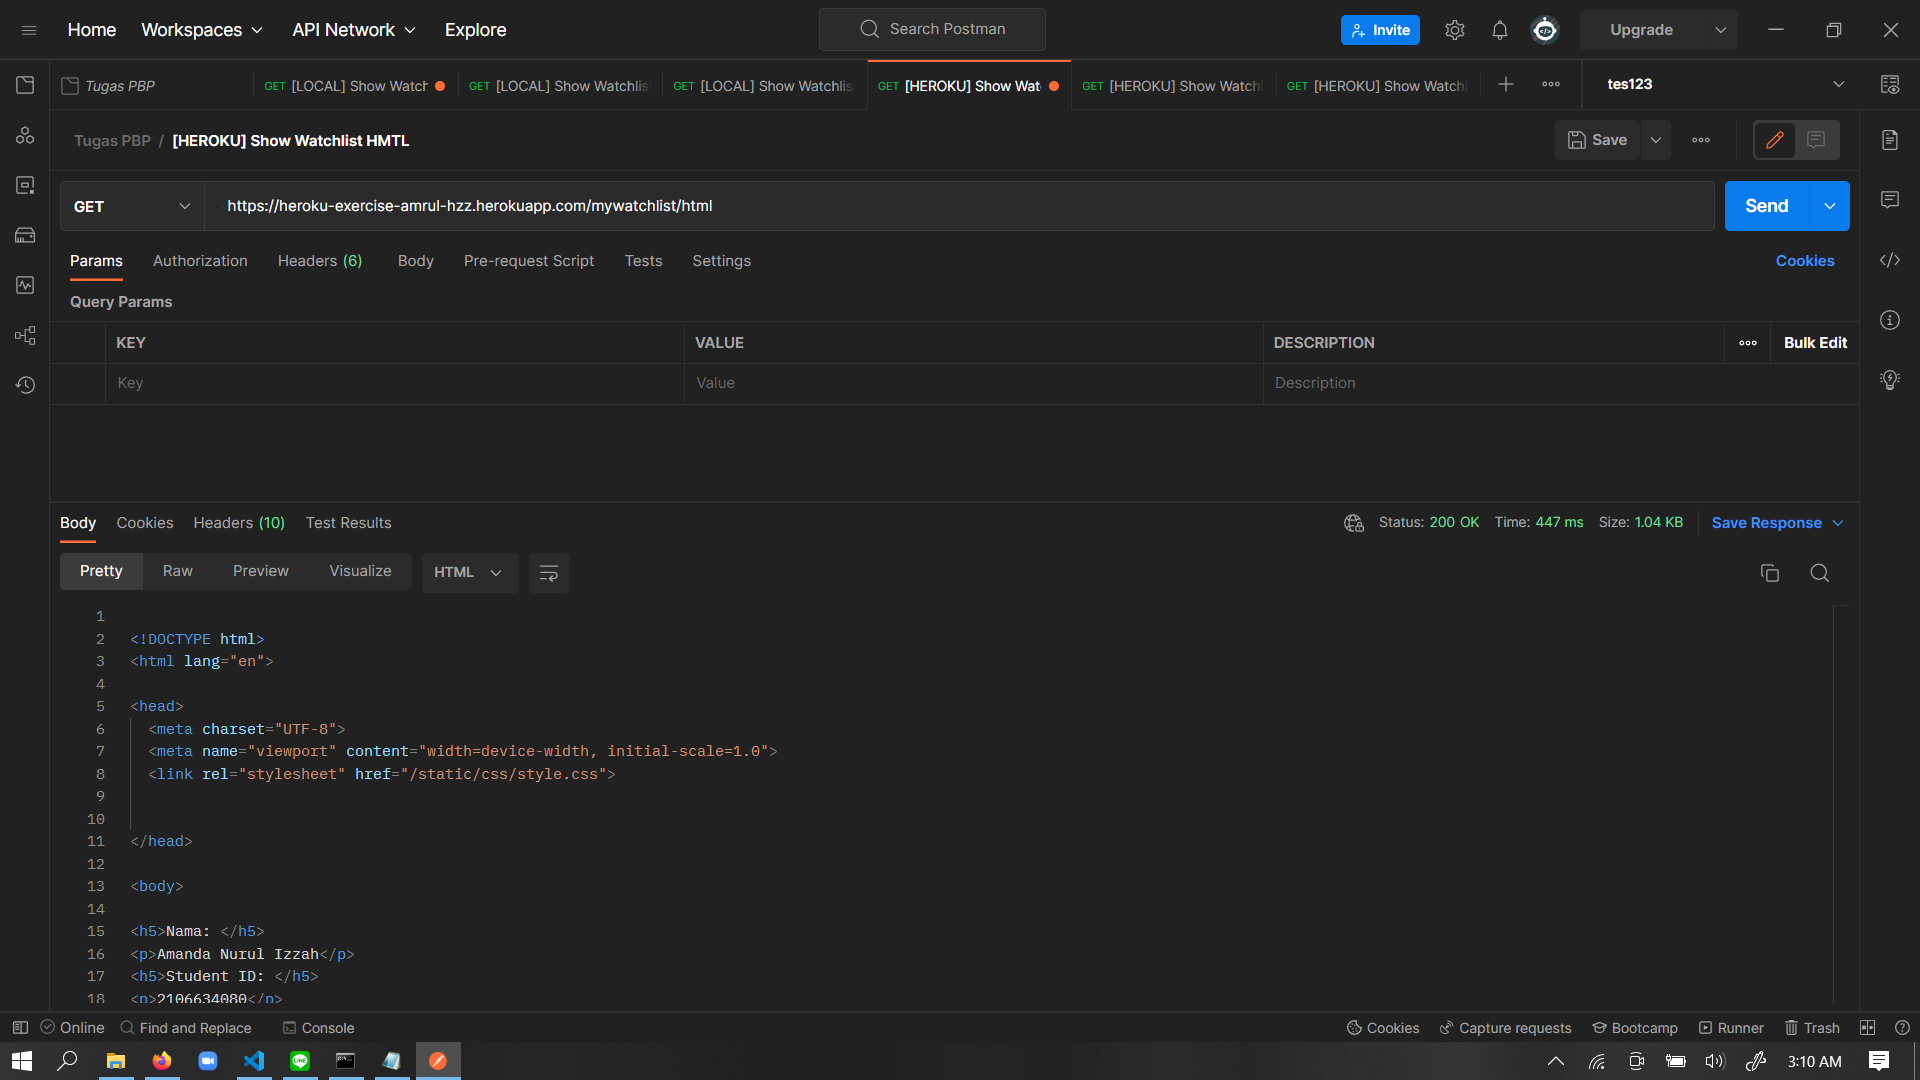 Home Workspaces API Network Explore Search Postman Invite Upgrade
Tugas PBP GET [LOCAL] Show Watch GET [LOCAL] Show Watchlis GET [LOCAL] Show Watchlis GET [HEROKU] Show Wat GET [HEROKU] Show Watchl GET [HEROKU] Show Watchl tes123
Tugas PBP / [HEROKU] Show Watchlist HMTL Save
GET https://heroku-exercise-amrul-hzz.herokuapp.com/mywatchlist/html Send
Params Authorization Headers (6) Body Pre-request Script Tests Settings Cookies
Query Params
KEY VALUE DESCRIPTION Bulk Edit
Key Value Description
Body Cookies Headers (10) Test Results Status: 200 OK Time: 447 ms Size: 1.04 KB Save Response
Pretty Raw Preview Visualize HTML
1
2 <!DOCTYPE html>
3 <html lang="en">
4
5 <head>
6 <meta charset="UTF-8">
7 <meta name="viewport" content="width=device-width, initial-scale=1.0">
8 <link rel="stylesheet" href="/static/css/style.css">
9
10
11 </head>
12
13 <body>
14
15 <h5>Nama: </h5>
16 <p>Amanda Nurul Izzah</p>
17 <h5>Student ID: </h5>
18 <p>2106634080</p>
Online Find and Replace Console Cookies Capture requests Bootcamp Runner Trash
3:10 AM